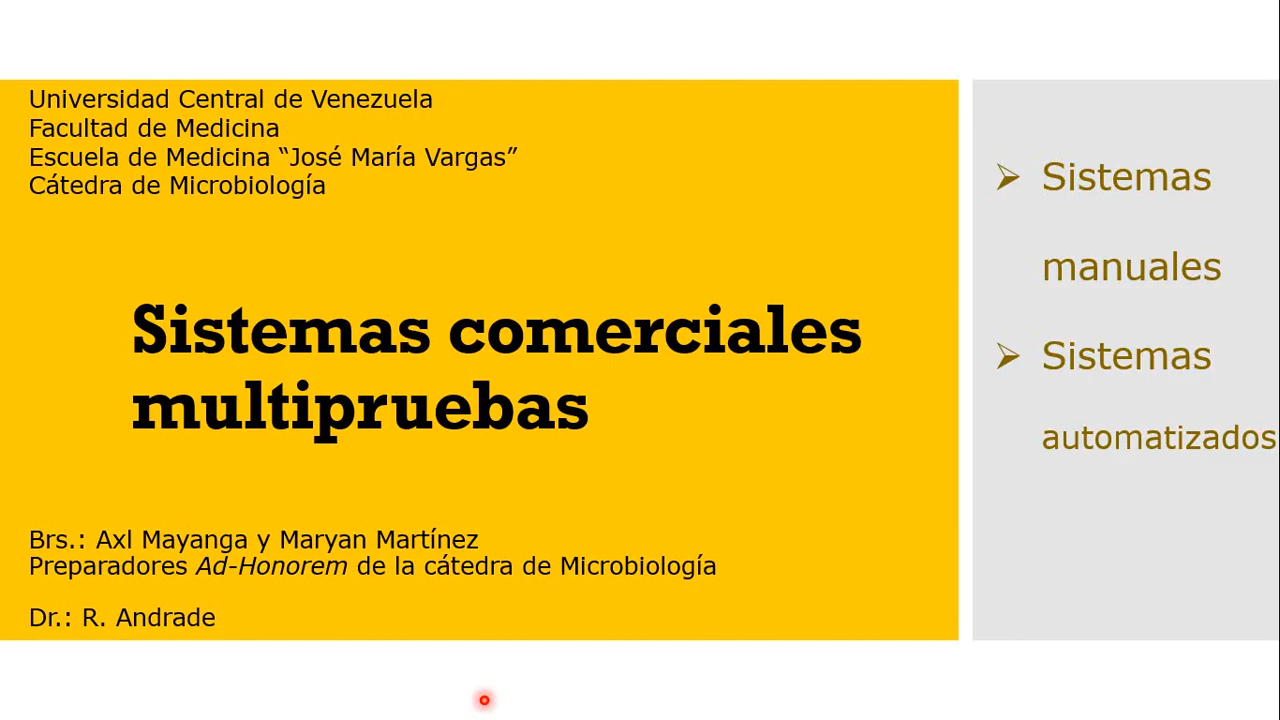 Universidad Central de Venezuela
Facultad de Medicina
Escuela de Medicina “José María Vargas”
Cátedra de Microbiología
Sistemas comerciales
multipruebas
Brs.: Axl Mayanga y Maryan Martínez
Preparadores Ad-Honorem de la cátedra de Microbiología
Dr.: R. Andrade
➢ Sistemas
manuales
➢ Sistemas
automatizados